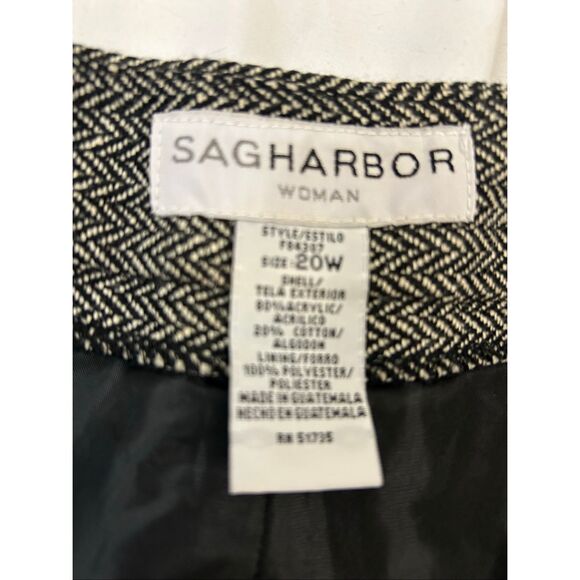 SAGHARBOR
WOMAN
STYLE/ESTILO
F84307
SIZE: 20W
SHELL/
TELA EXTERIOR
80% ACRYLIC/
ACRILICO
20% COTTON/
ALGODON
LINING/FORRO
100% POLYESTER/
POLIESTER
MADE IN GUATEMALA
HECHO EN GUATEMALA
RN 51735